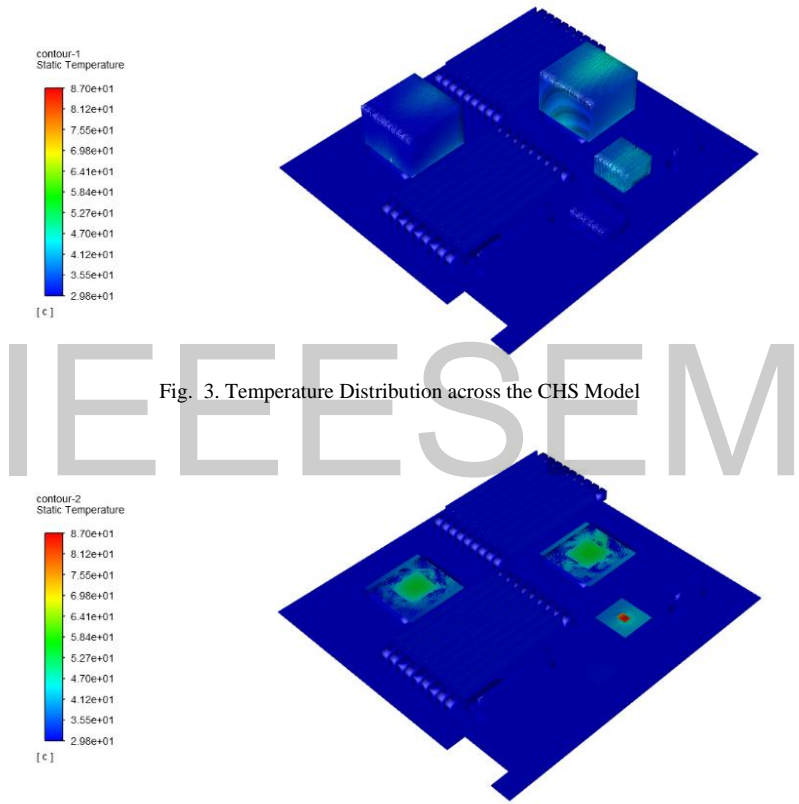 contour-1
Static Temperature
8.70e+01
8.12e+01
7.55e+01
6.98e+01
6.41e+01
5.84e+01
5.27e+01
4.70e+01
4.12e+01
3.55e+01
2.98e+01
[ c ]
IEEESEM
Fig. 3. Temperature Distribution across the CHS Model
contour-2
Static Temperature
8.70e+01
8.12e+01
7.55e+01
6.98e+01
6.41e+01
5.84e+01
5.27e+01
4.70e+01
4.12e+01
3.55e+01
2.98e+01
[ c ]